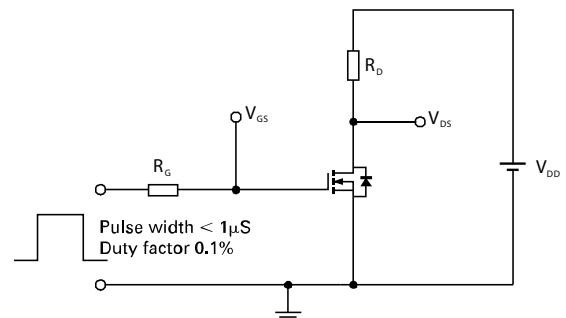 R_D
V_GS
V_DS
R_G
V_DD
Pulse width < 1µS
Duty factor 0.1%